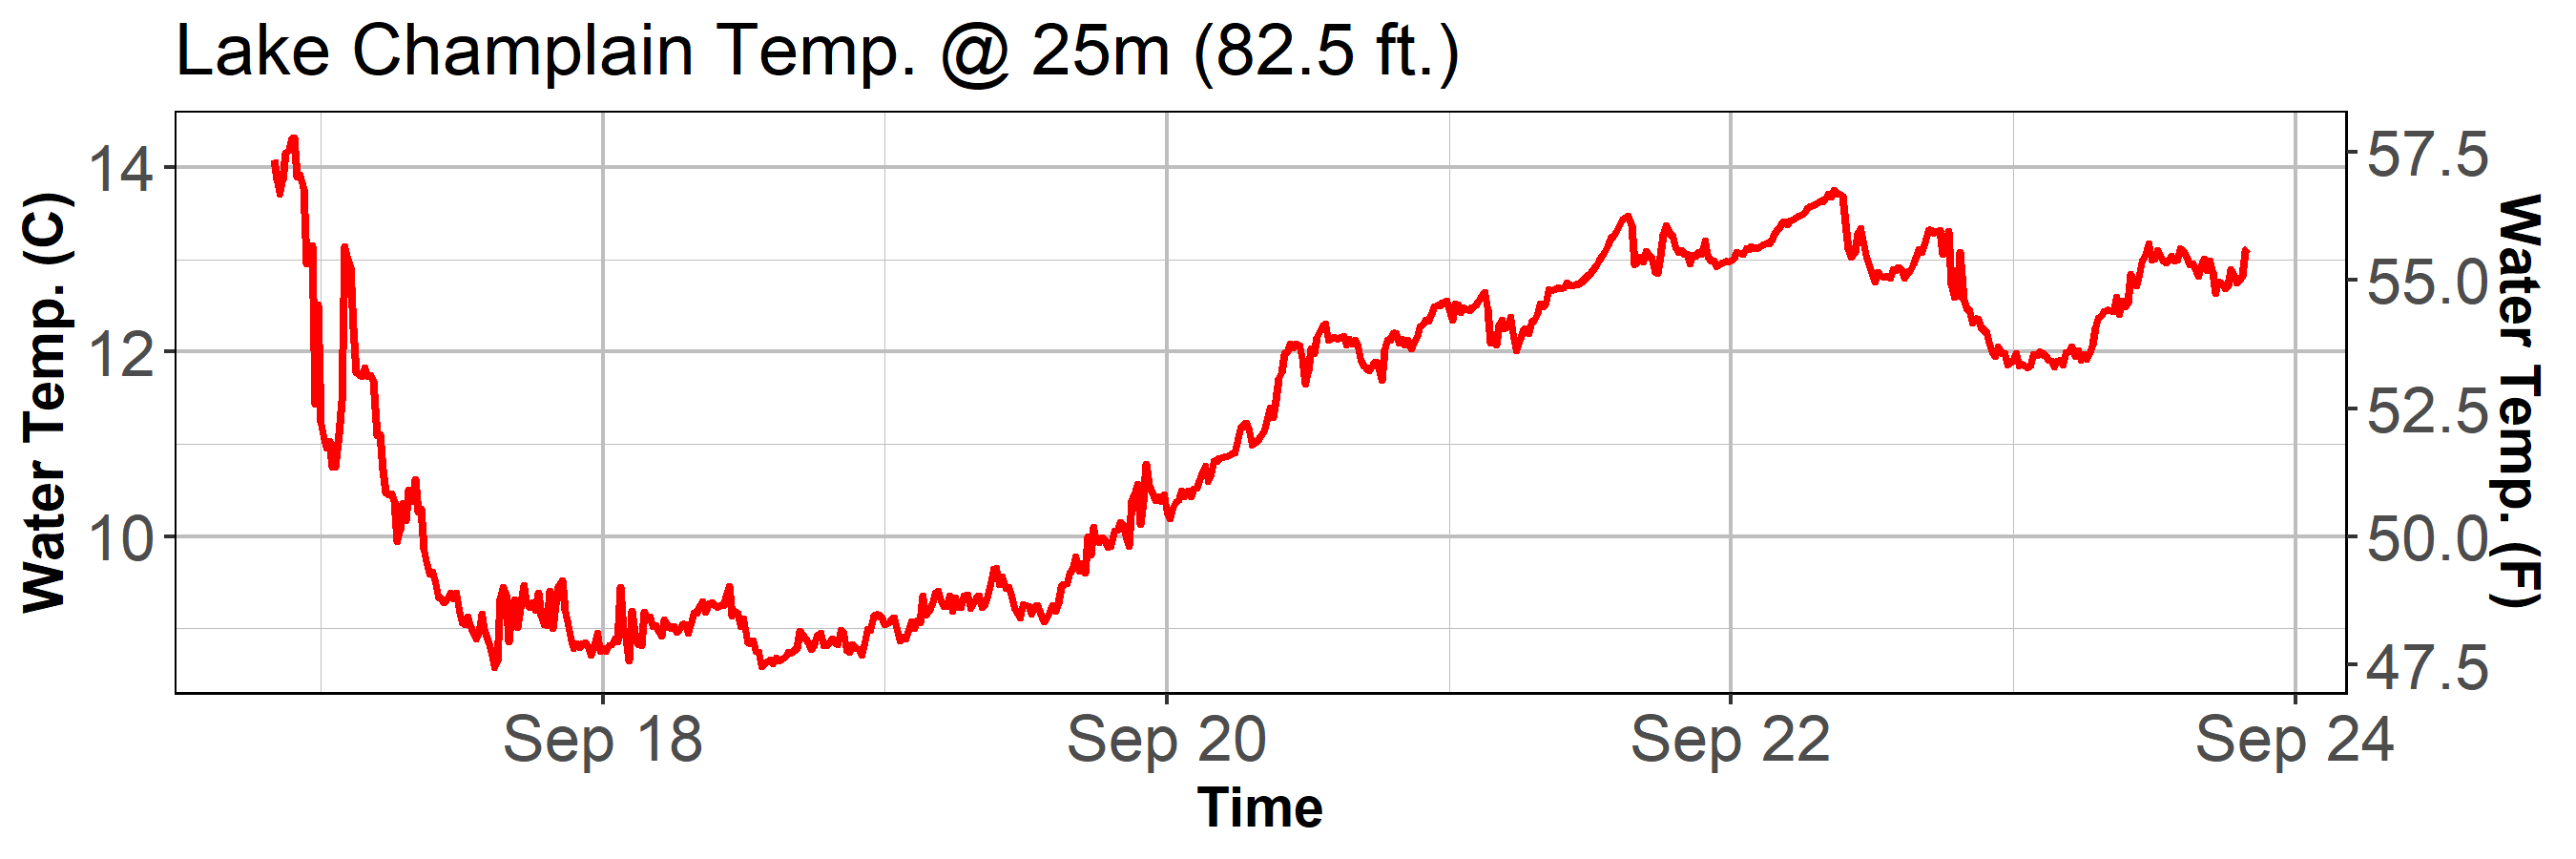 Lake Champlain Temp. @ 25m (82.5 ft.)
Water Temp. (C)
14
12
10
57.5
55.0
52.5
50.0
47.5
Water Temp. (F)
Sep 18 Sep 20 Sep 22 Sep 24
Time